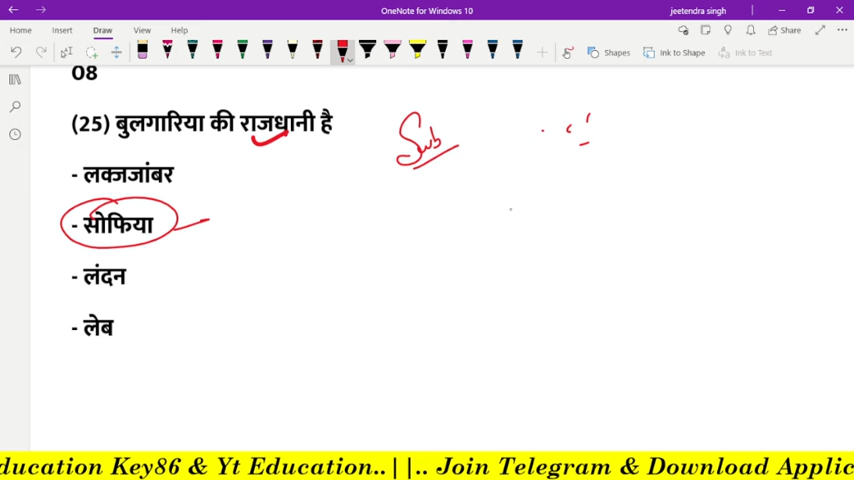 OneNote for Windows 10
jeetendra singh
Home Insert Draw View Help
Share
Shapes
Ink to Shape
Ink to Text
08
(25) बुलगारिया की राजधानी है
Sub
- लक्जजांबर
- सोफिया
- लंदन
- लेब
ducation Key86 & Yt Education..||.. Join Telegram & Download Applic